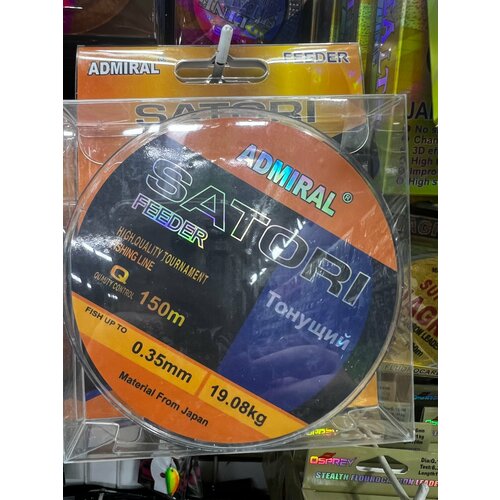 ADMIRAL
FEEDER
SATORI
ADMIRAL®
SATORI
FEEDER
HIGH QUALITY TOURNAMENT
FISHING LINE
Q
QUALITY CONTROL
150m
Тонущий
FISH UP TO
0.35mm
19.08kg
Material From Japan
OSPREY
STEALTH FLOUROCARBON LEADER